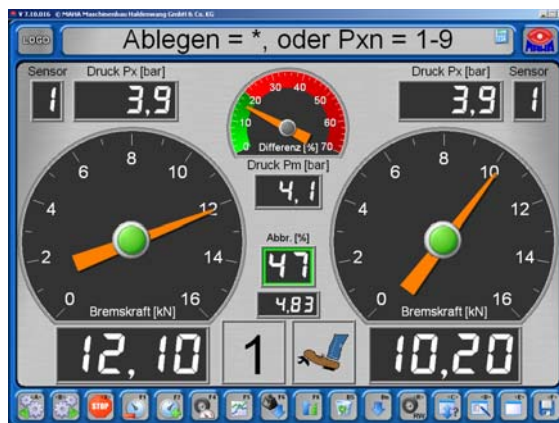 V 7.10.016 © MAHA Maschinenbau Haldenwang GmbH & Co. KG
LOGO
Ablegen = *, oder Pxn = 1-9
MAHA
Sensor Druck Px [bar]
1 3,9
Druck Px [bar] Sensor
3,9 1
0 10 20 30 40 50 60 70
Differenz [%]
Druck Pm [bar]
4,1
0 2 4 6 8 10 12 14 16
Bremskraft [kN]
12,10
Abbr. [%]
47
4,83
1
0 2 4 6 8 10 12 14 16
Bremskraft [kN]
10,20
STOP